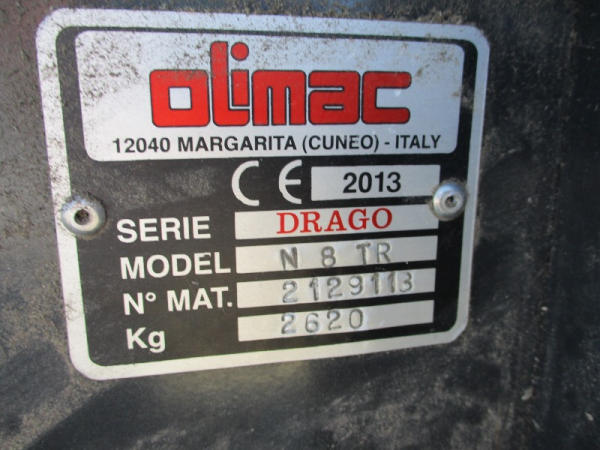 OLIMAC
12040 MARGARITA (CUNEO) - ITALY
CE 2013
SERIE DRAGO
MODEL N 8 TR
N° MAT. 2129113
Kg 2620